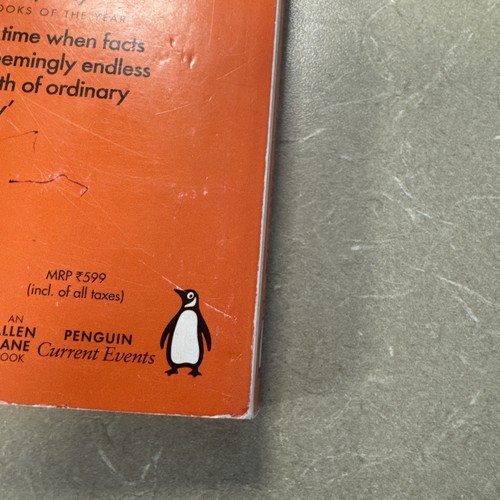 OOKS OF THE YEAR
time when facts
eemingly endless
th of ordinary
y'
MRP ₹599
(incl. of all taxes)
AN
LLEN
ANE
OOK
PENGUIN
Current Events